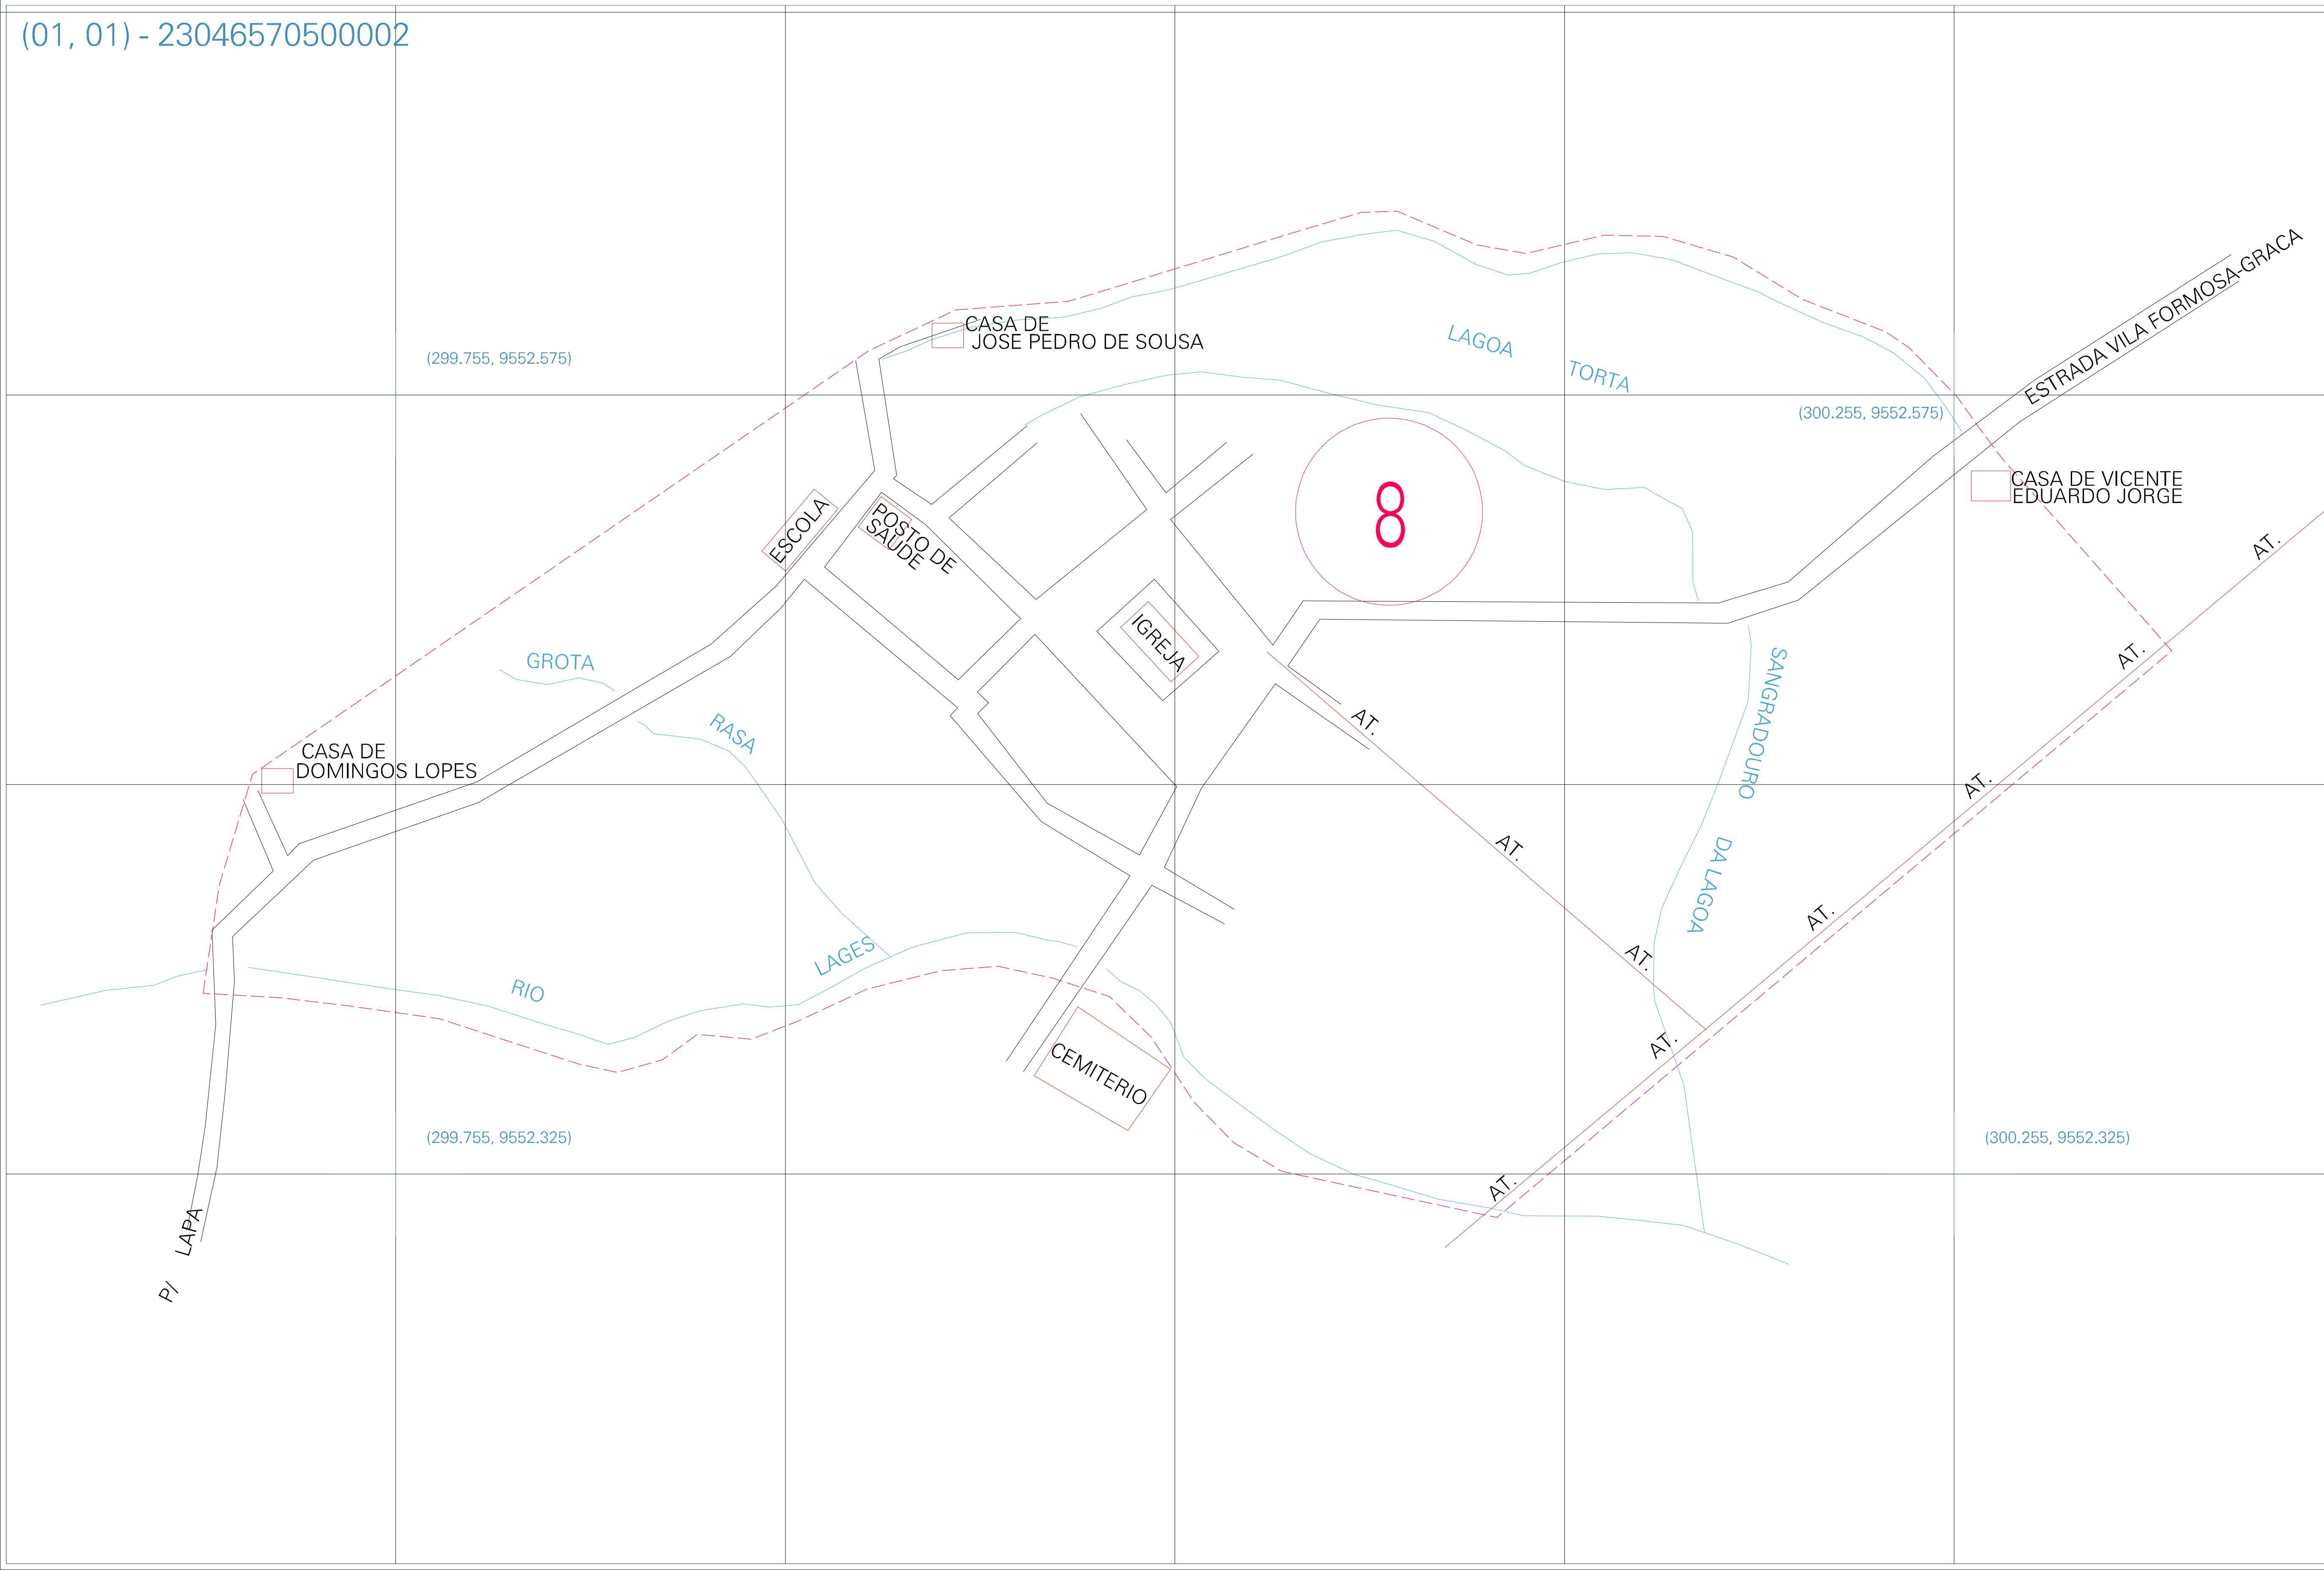 (01, 01) - 23046570500002
ESTRADA VILA FORMOSA-GRACA
CASA DE
JOSE PEDRO DE SOUSA
LAGOA TORTA
(299.755, 9552.575)
(300.255, 9552.575)
CASA DE VICENTE
EDUARDO JORGE
8
ESCOLA
POSTO DE
SAUDE
AT.
IGREJA
AT.
GROTA
RASA
SANGRADOURO
DA LAGOA
AT.
CASA DE
DOMINGOS LOPES
AT.
AT.
AT.
AT.
LAGES
RIO
AT.
CEMITERIO
(299.755, 9552.325)
(300.255, 9552.325)
AT.
P/ LAPA